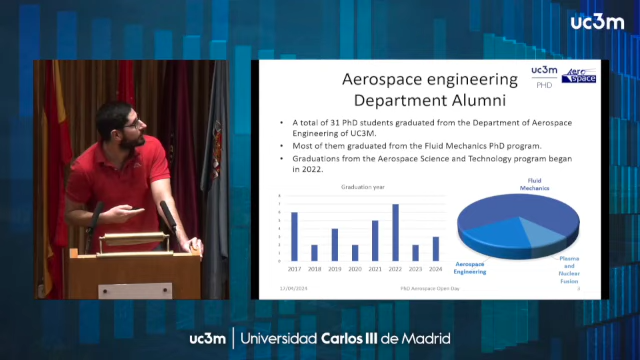 uc3m
Aerospace engineering
Department Alumni
uc3m
PHD
Aero
space
• A total of 31 PhD students graduated from the Department of Aerospace
Engineering of UC3M.
• Most of them graduated from the Fluid Mechanics PhD program.
• Graduations from the Aerospace Science and Technology program began
in 2022.
Graduation year
8
7
6
5
4
3
2
1
0
2017 2018 2019 2020 2021 2022 2023 2024
Fluid
Mechanics
Aerospace
Engineering
Plasma
and
Nuclear
Fusion
PhD Aerospace Open Day
uc3m | Universidad Carlos III de Madrid